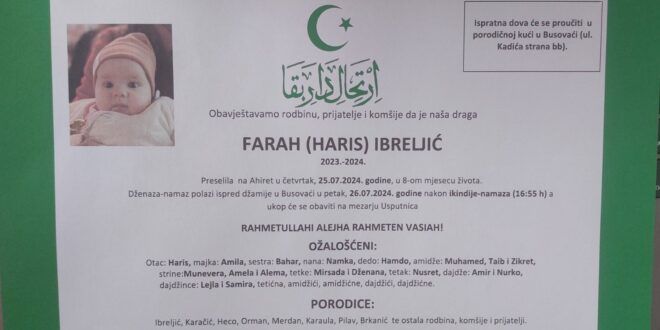 Ispratna dova će se proučiti u
porodičnoj kući u Busovači (ul.
Kadića strana bb).
Obavještavamo rodbinu, prijatelje i komšije da je naša draga
FARAH (HARIS) IBRELJIĆ
2023.-2024.
Preselila na Ahiret u četvrtak, 25.07.2024. godine, u 8-om mjesecu života.
Dženaza-namaz polazi ispred džamije u Busovači u petak, 26.07.2024. godine nakon ikindije-namaza (16:55 h) a
ukop će se obaviti na mezarju Usputnica
RAHMETULLAHI ALEJHA RAHMETEN VASIAH!
OŽALOŠĆENI:
Otac: Haris, majka: Amila, sestra: Bahar, nana: Namka, dedo: Hamdo, amidže: Muhamed, Taib i Zikret,
strine:Munevera, Amela i Alema, tetke: Mirsada i Dženana, tetak: Nusret, dajdže: Amir i Nurko,
dajdžince: Lejla i Samira, tetična, amidžići, amidžične, dajdžići, dajdžične.
PORODICE:
Ibreljić, Karačić, Heco, Orman, Merdan, Karaula, Pilav, Brkanić te ostala rodbina, komšije i prijatelji.